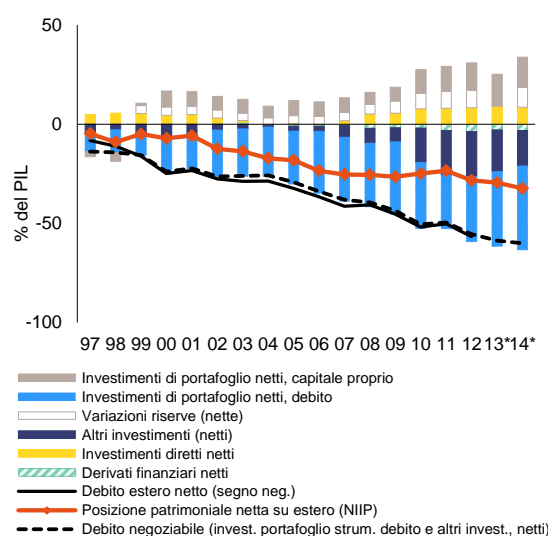 50
0
-50
-100
% del PIL
97 98 99 00 01 02 03 04 05 06 07 08 09 10 11 12 13* 14*
Investimenti di portafoglio netti, capitale proprio
Investimenti di portafoglio netti, debito
Variazioni riserve (nette)
Altri investimenti (netti)
Investimenti diretti netti
Derivati finanziari netti
Debito estero netto (segno neg.)
Posizione patrimoniale netta su estero (NIIP)
Debito negoziabile (invest. portafoglio strum. debito e altri invest., netti)